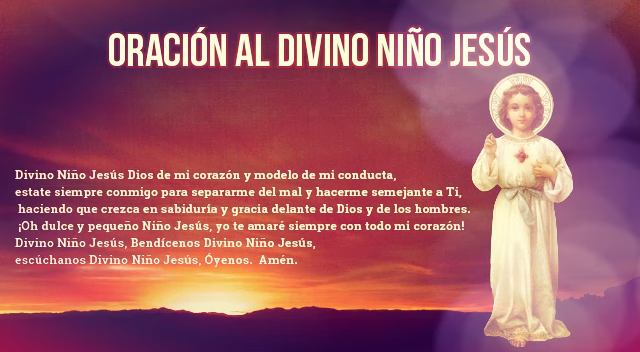 ORACIÓN AL DIVINO NIÑO JESÚS
Divino Niño Jesús Dios de mi corazón y modelo de mi conducta,
estate siempre conmigo para separarme del mal y hacerme semejante a Ti,
haciendo que crezca en sabiduría y gracia delante de Dios y de los hombres.
¡Oh dulce y pequeño Niño Jesús, yo te amaré siempre con todo mi corazón!
Divino Niño Jesús, Bendícenos Divino Niño Jesús,
escúchanos Divino Niño Jesús, Óyenos. Amén.